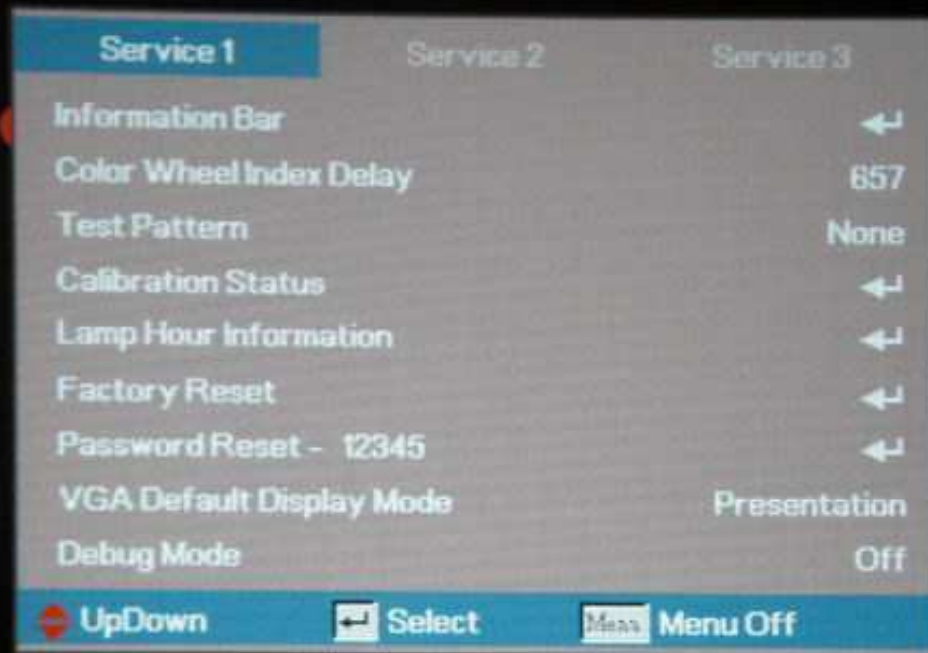 Service 1 Service 2 Service 3
Information Bar
Color Wheel Index Delay 657
Test Pattern None
Calibration Status
Lamp Hour Information
Factory Reset
Password Reset - 12345
VGA Default Display Mode Presentation
Debug Mode Off
UpDown Select Menu Menu Off